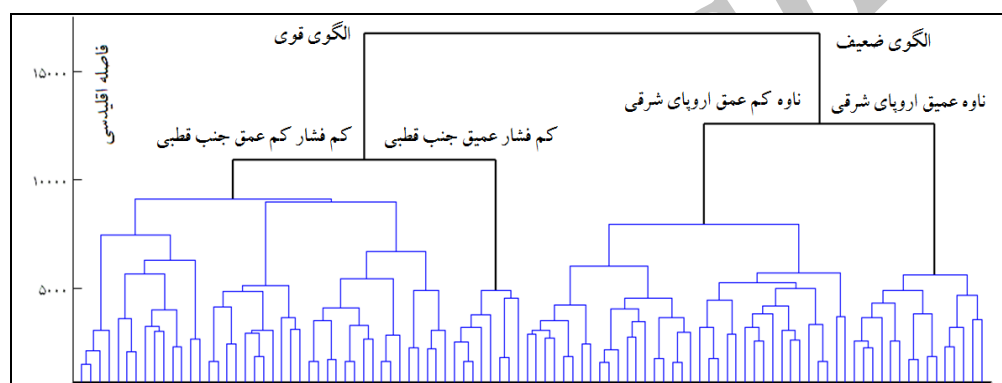 الگوی قوی
الگوی ضعیف
فاصله اقلیدسی
۱۵۰۰۰
ناوه کم عمق اروپای شرقی
ناوه عمیق اروپای شرقی
کم فشار کم عمق جنب قطبی
کم فشار عمیق جنب قطبی
۱۰۰۰۰
۵۰۰۰